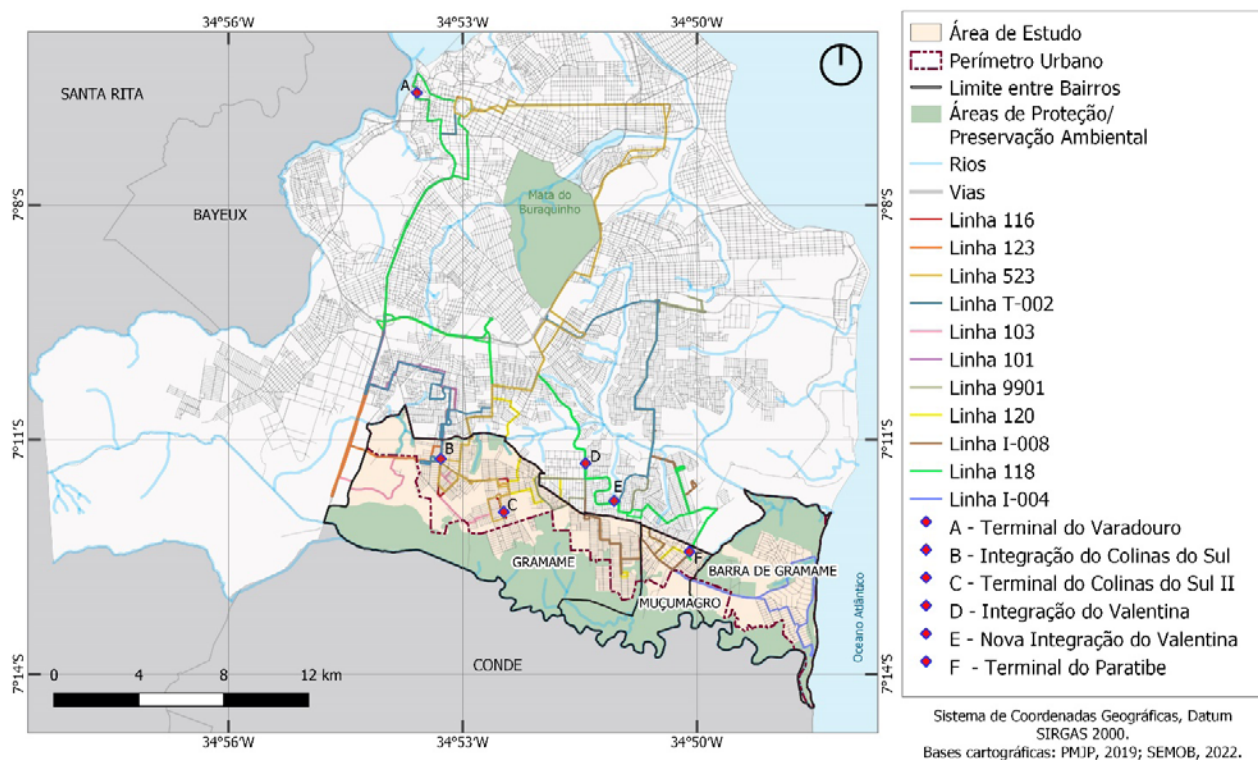 34°56'W
34°53'W
34°50'W
SANTA RITA
A
BAYEUX
Mata do
Buraquinho
7°8'S
7°8'S
7°11'S
7°11'S
B
D
E
C
F
GRAMAME
BARRA DE GRAMAME
MUÇUMAGRO
Oceano Atlântico
CONDE
7°14'S
7°14'S
0 4 8 12 km
34°56'W
34°53'W
34°50'W
Área de Estudo
Perímetro Urbano
Limite entre Bairros
Áreas de Proteção/
Preservação Ambiental
Rios
Vias
Linha 116
Linha 123
Linha 523
Linha T-002
Linha 103
Linha 101
Linha 9901
Linha 120
Linha I-008
Linha 118
Linha I-004
A - Terminal do Varadouro
B - Integração do Colinas do Sul
C - Terminal do Colinas do Sul II
D - Integração do Valentina
E - Nova Integração do Valentina
F - Terminal do Paratibe
Sistema de Coordenadas Geográficas, Datum
SIRGAS 2000.
Bases cartográficas: PMJP, 2019; SEMOB, 2022.